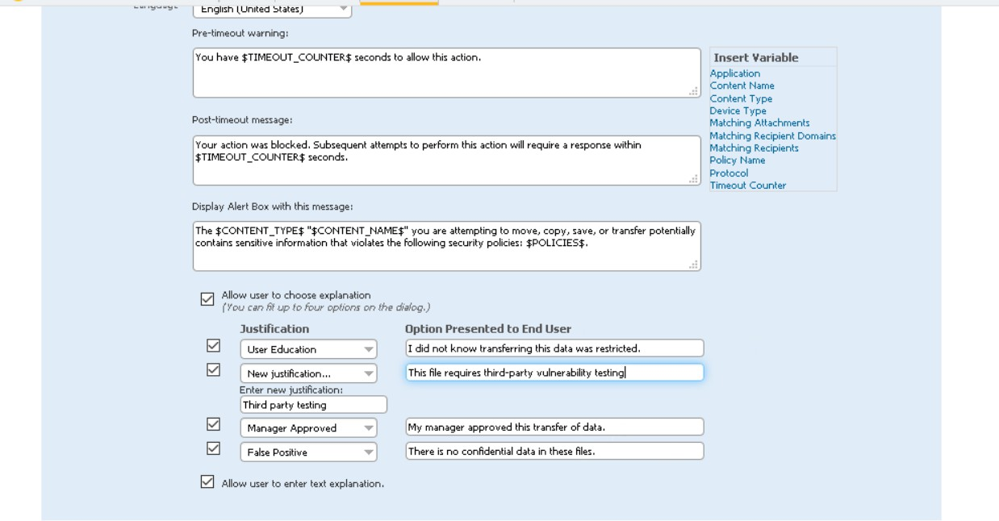 Language
English (United States)
Pre-timeout warning:
You have $TIMEOUT_COUNTER$ seconds to allow this action.
Insert Variable
Application
Content Name
Content Type
Device Type
Matching Attachments
Matching Recipient Domains
Matching Recipients
Policy Name
Protocol
Timeout Counter
Post-timeout message:
Your action was blocked. Subsequent attempts to perform this action will require a response within
$TIMEOUT_COUNTER$ seconds.
Display Alert Box with this message:
The $CONTENT_TYPE$ "$CONTENT_NAME$" you are attempting to move, copy, save, or transfer potentially
contains sensitive information that violates the following security policies: $POLICIES$.
Allow user to choose explanation
(You can fit up to four options on the dialog.)
Justification Option Presented to End User
User Education I did not know transferring this data was restricted.
New justification... This file requires third-party vulnerability testing
Enter new justification:
Third party testing
Manager Approved My manager approved this transfer of data.
False Positive There is no confidential data in these files.
Allow user to enter text explanation.